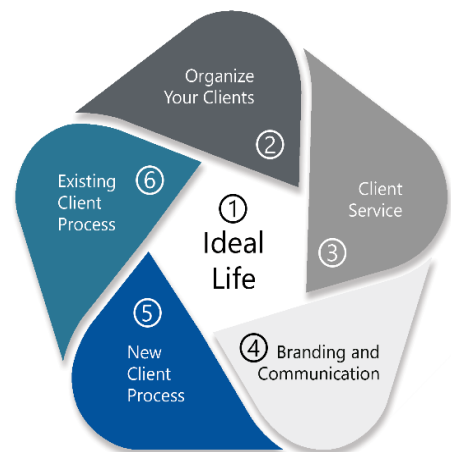 1
Ideal
Life
Organize
Your Clients
2
Client
Service
3
4 Branding and
Communication
5
New
Client
Process
6
Existing
Client
Process